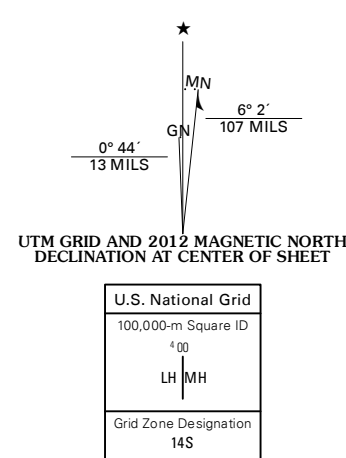 MN
GN
6° 2´
107 MILS
0° 44´
13 MILS
UTM GRID AND 2012 MAGNETIC NORTH
DECLINATION AT CENTER OF SHEET
U.S. National Grid
100,000-m Square ID
4 00
LH MH
Grid Zone Designation
14S